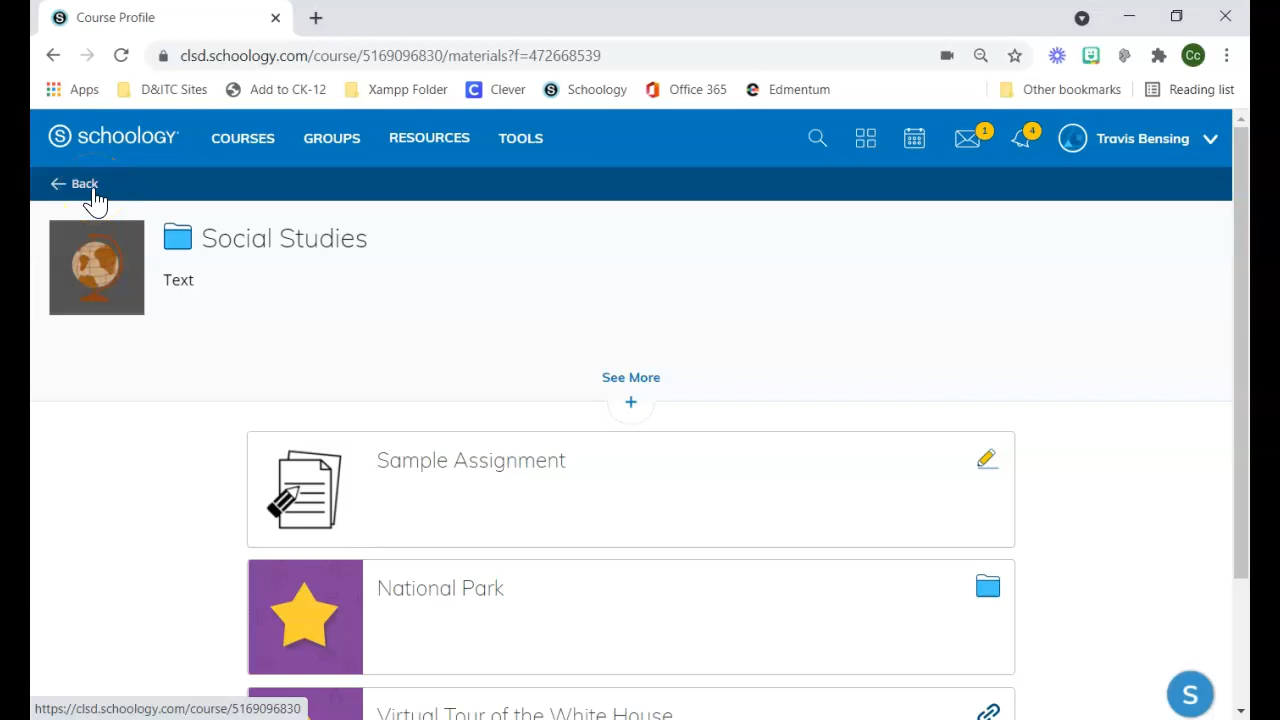 S Course Profile
clsd.schoology.com/course/5169096830/materials?f=472668539
Cc
Apps D&ITC Sites Add to CK-12 Xampp Folder C Clever S Schoology Office 365 e Edmentum Other bookmarks Reading list
S schoology COURSES GROUPS RESOURCES TOOLS 1 4 Travis Bensing
Back
Social Studies
Text
See More
+
Sample Assignment
National Park
Virtual Tour of the White House
S
https://clsd.schoology.com/course/5169096830